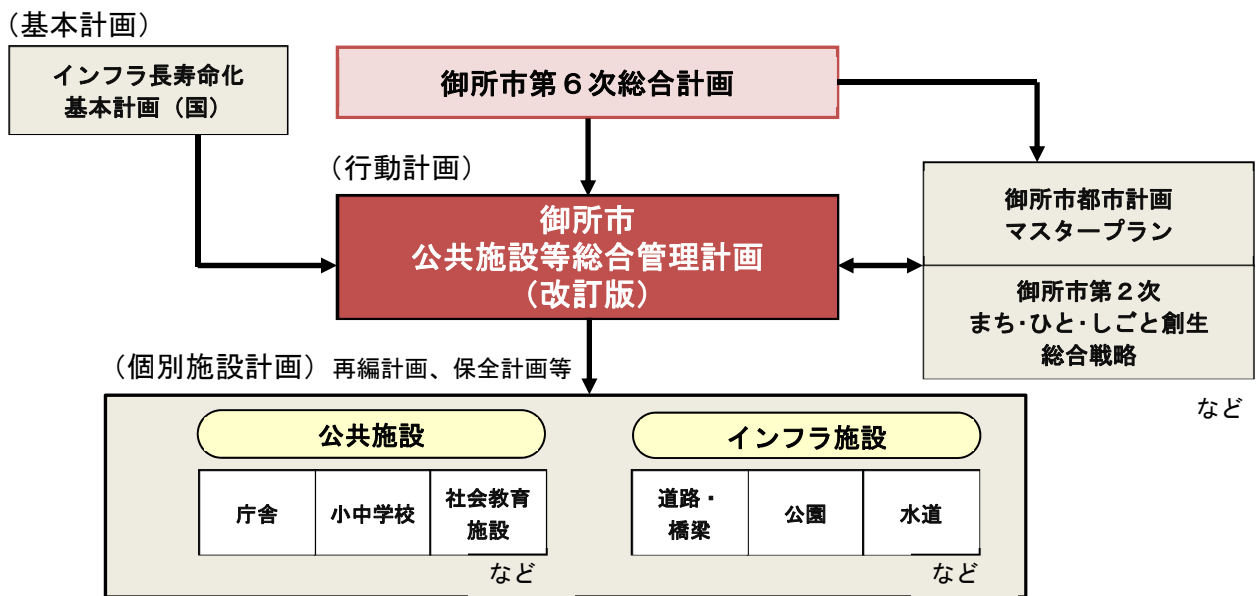 （基本計画）
インフラ長寿命化
基本計画（国）
御所市第６次総合計画
（行動計画）
御所市
公共施設等総合管理計画
（改訂版）
御所市都市計画
マスタープラン
御所市第２次
まち・ひと・しごと創生
総合戦略
など
（個別施設計画）再編計画、保全計画等
公共施設
庁舎
小中学校
社会教育
施設
など
インフラ施設
道路・
橋梁
公園
水道
など